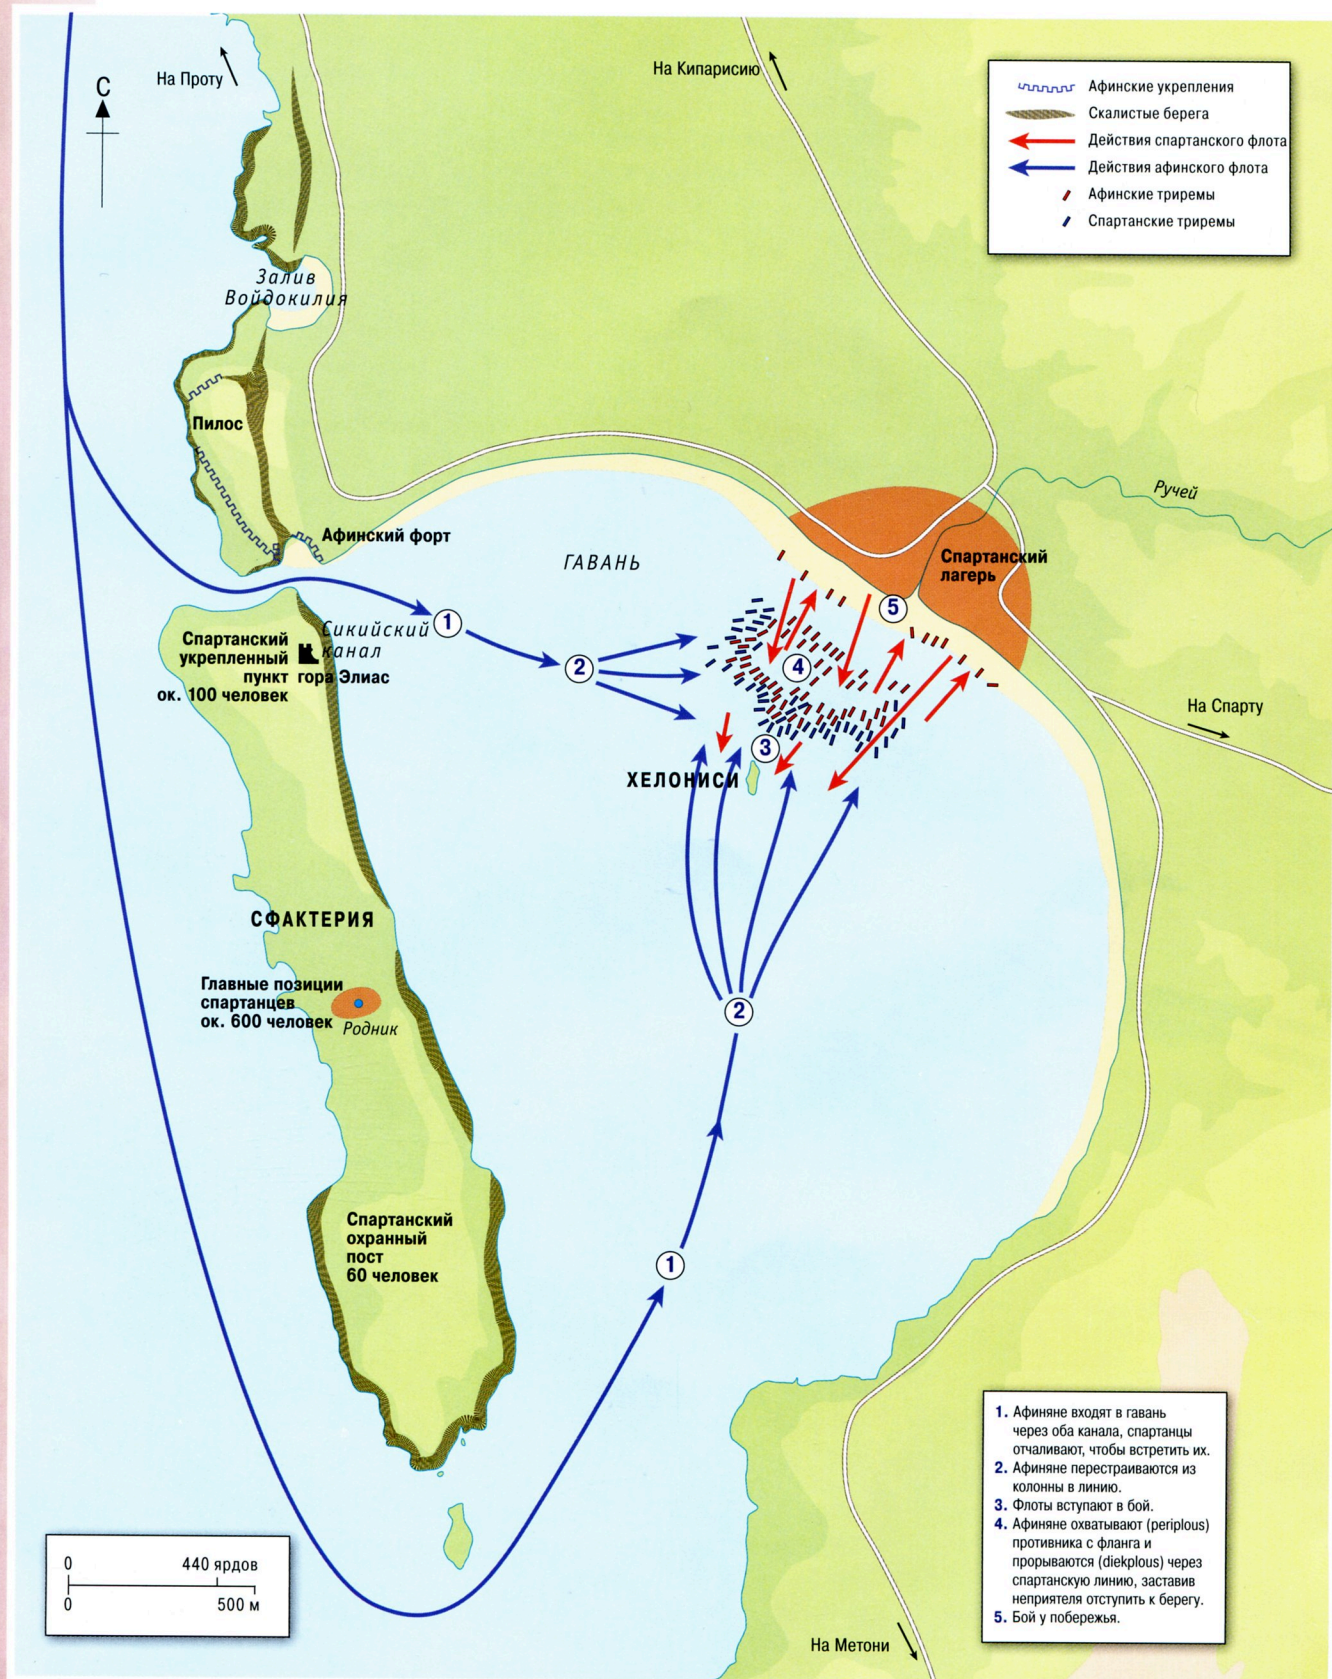 С
На Проту
На Кипарисию
Афинские укрепления
Скалистые берега
Действия спартанского флота
Действия афинского флота
Афинские триремы
Спартанские триремы
Залив
Войдокилия
Пилос
Афинский форт
ГАВАНЬ
Ручей
Спартанский
лагерь
5
1
Сикийский
канал
2
4
Спартанский
укрепленный
пункт
ок. 100 человек
гора Элиас
На Спарту
3
ХЕЛОНИСИ
СФАКТЕРИЯ
Главные позиции
спартанцев
ок. 600 человек
Родник
2
Спартанский
охранный
пост
60 человек
1
1. Афиняне входят в гавань
через оба канала, спартанцы
отчаливают, чтобы встретить их.
2. Афиняне перестраиваются из
колонны в линию.
3. Флоты вступают в бой.
4. Афиняне охватывают (periplous)
противника с фланга и
прорываются (diekplous) через
спартанскую линию, заставив
неприятеля отступить к берегу.
5. Бой у побережья.
0 440 ярдов
0 500 м
На Метони